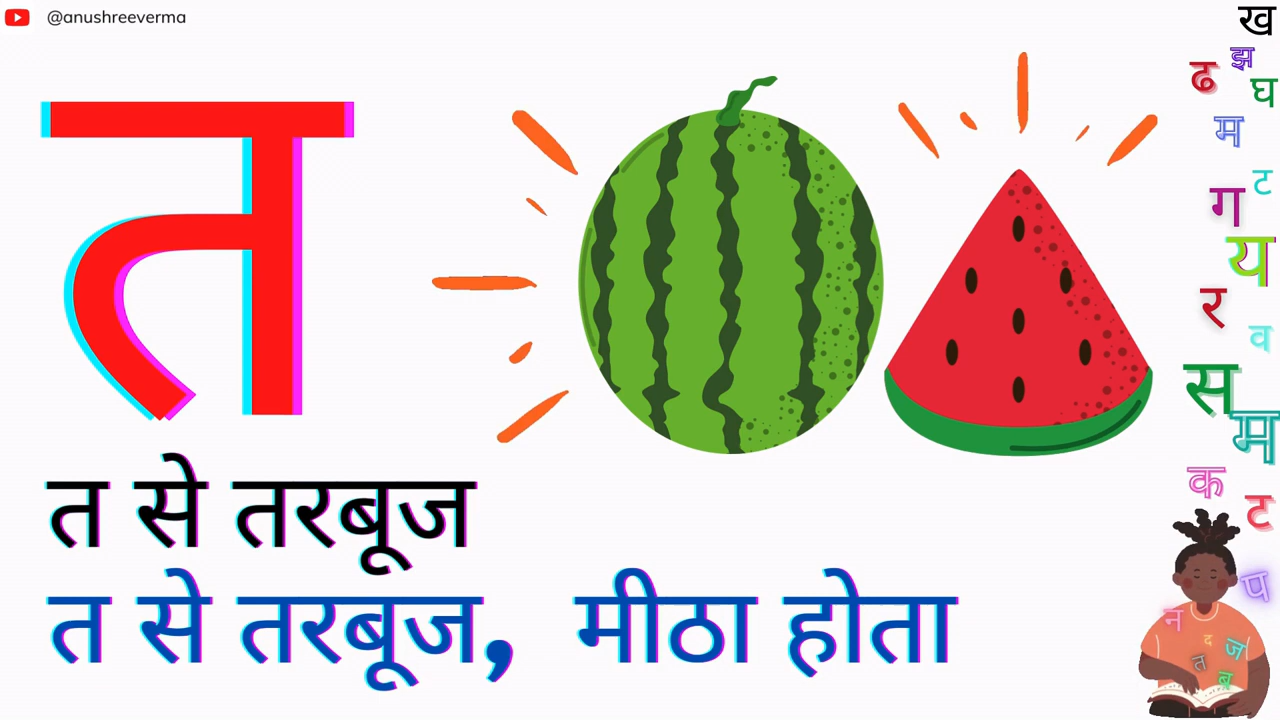 @anushreeverma
त
त से तरबूज
त से तरबूज, मीठा होता
ख
झ
ढ
घ
म
ट
ग
य
र
व
स
म
क
ट
प
न
द
ज
त
ब